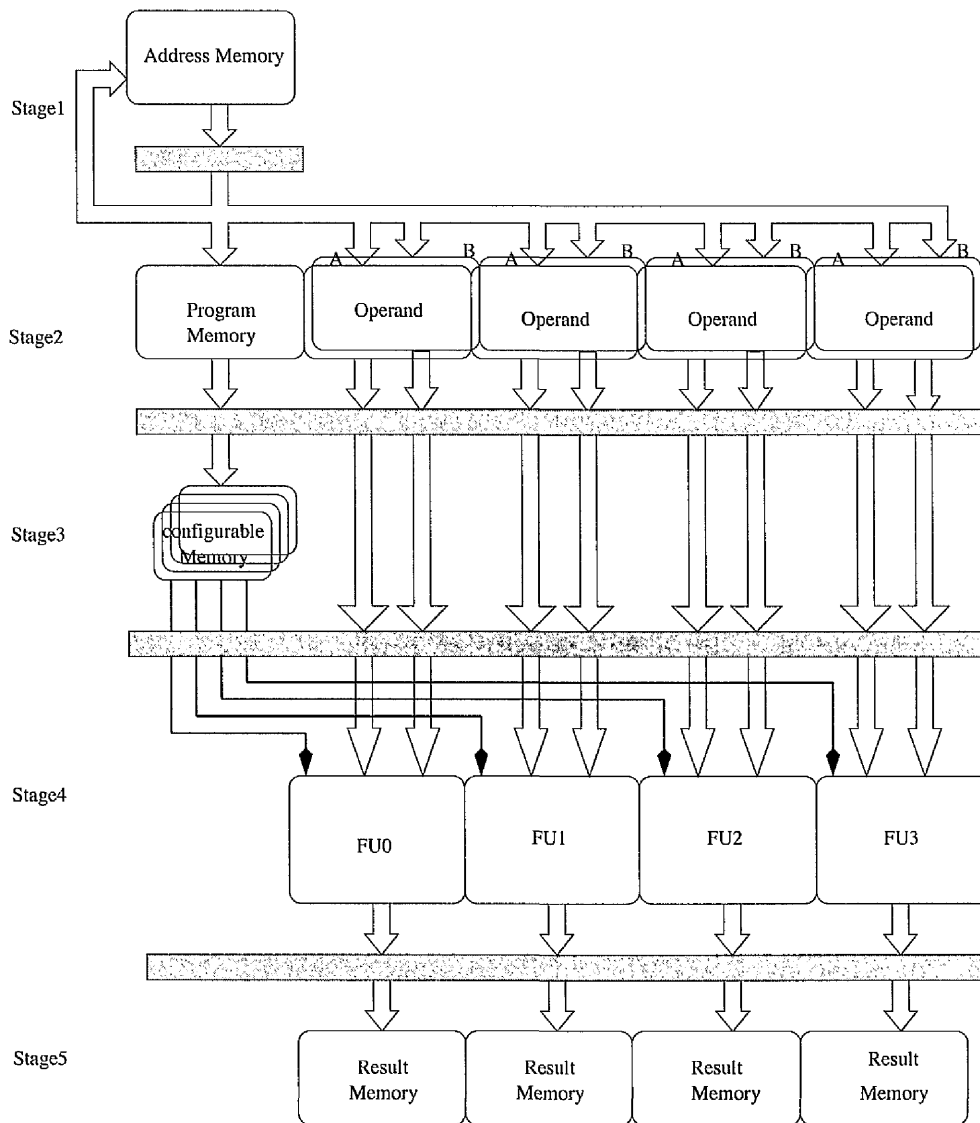 Address Memory
Stage1
A
B
A
B
A
B
A
B
Program
Memory
Operand
Operand
Operand
Operand
Stage2
configurable
Memory
Stage3
Stage4
FU0
FU1
FU2
FU3
Stage5
Result
Memory
Result
Memory
Result
Memory
Result
Memory